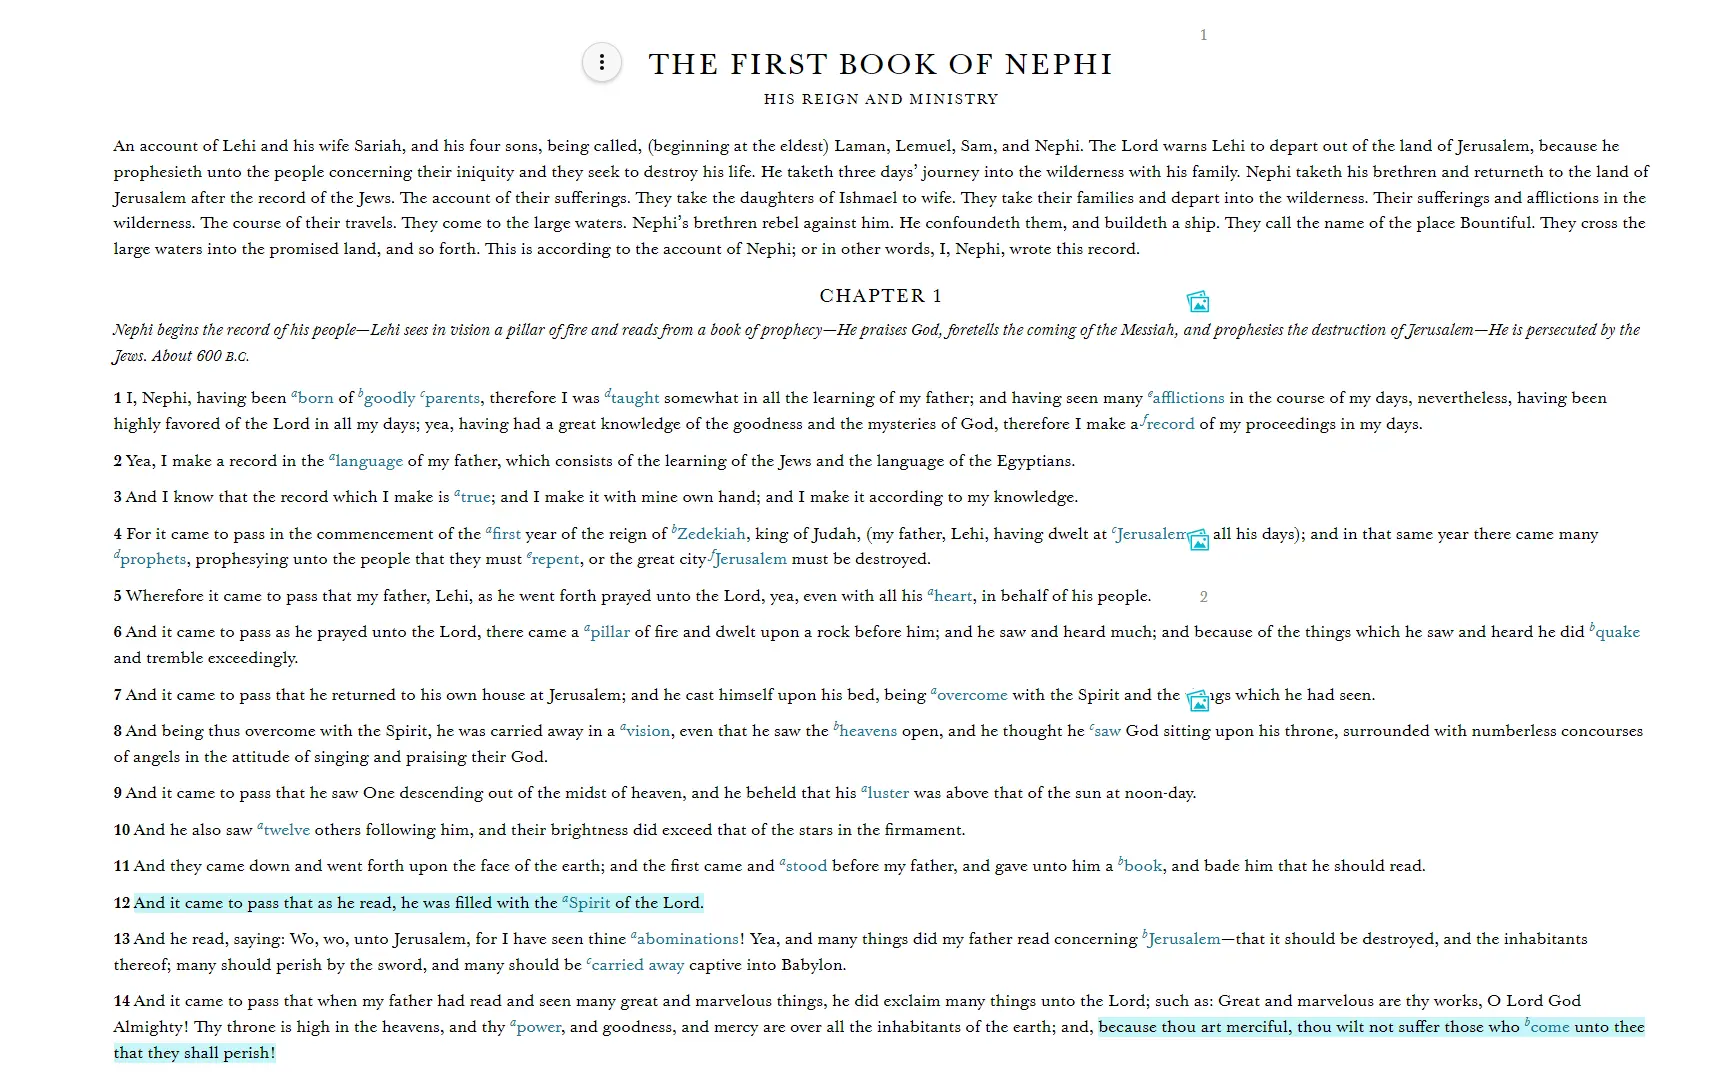 1
THE FIRST BOOK OF NEPHI
HIS REIGN AND MINISTRY
An account of Lehi and his wife Sariah, and his four sons, being called, (beginning at the eldest) Laman, Lemuel, Sam, and Nephi. The Lord warns Lehi to depart out of the land of Jerusalem, because he
prophesieth unto the people concerning their iniquity and they seek to destroy his life. He taketh three days’ journey into the wilderness with his family. Nephi taketh his brethren and returneth to the land of
Jerusalem after the record of the Jews. The account of their sufferings. They take the daughters of Ishmael to wife. They take their families and depart into the wilderness. Their sufferings and afflictions in the
wilderness. The course of their travels. They come to the large waters. Nephi’s brethren rebel against him. He confoundeth them, and buildeth a ship. They call the name of the place Bountiful. They cross the
large waters into the promised land, and so forth. This is according to the account of Nephi; or in other words, I, Nephi, wrote this record.
CHAPTER 1
Nephi begins the record of his people—Lehi sees in vision a pillar of fire and reads from a book of prophecy—He praises God, foretells the coming of the Messiah, and prophesies the destruction of Jerusalem—He is persecuted by the
Jews. About 600 B.C.
1 I, Nephi, having been a born of b goodly c parents, therefore I was d taught somewhat in all the learning of my father; and having seen many e afflictions in the course of my days, nevertheless, having been
highly favored of the Lord in all my days; yea, having had a great knowledge of the goodness and the mysteries of God, therefore I make a f record of my proceedings in my days.
2 Yea, I make a record in the a language of my father, which consists of the learning of the Jews and the language of the Egyptians.
3 And I know that the record which I make is a true; and I make it with mine own hand; and I make it according to my knowledge.
4 For it came to pass in the commencement of the a first year of the reign of b Zedekiah, king of Judah, (my father, Lehi, having dwelt at c Jerusalem all his days); and in that same year there came many
d prophets, prophesying unto the people that they must e repent, or the great city f Jerusalem must be destroyed.
5 Wherefore it came to pass that my father, Lehi, as he went forth prayed unto the Lord, yea, even with all his a heart, in behalf of his people. 2
6 And it came to pass as he prayed unto the Lord, there came a a pillar of fire and dwelt upon a rock before him; and he saw and heard much; and because of the things which he saw and heard he did b quake
and tremble exceedingly.
7 And it came to pass that he returned to his own house at Jerusalem; and he cast himself upon his bed, being a overcome with the Spirit and the which he had seen.
8 And being thus overcome with the Spirit, he was carried away in a a vision, even that he saw the b heavens open, and he thought he c saw God sitting upon his throne, surrounded with numberless concourses
of angels in the attitude of singing and praising their God.
9 And it came to pass that he saw One descending out of the midst of heaven, and he beheld that his a luster was above that of the sun at noon-day.
10 And he also saw a twelve others following him, and their brightness did exceed that of the stars in the firmament.
11 And they came down and went forth upon the face of the earth; and the first came and a stood before my father, and gave unto him a b book, and bade him that he should read.
12 And it came to pass that as he read, he was filled with the a Spirit of the Lord.
13 And he read, saying: Wo, wo, unto Jerusalem, for I have seen thine a abominations! Yea, and many things did my father read concerning b Jerusalem—that it should be destroyed, and the inhabitants
thereof; many should perish by the sword, and many should be c carried away captive into Babylon.
14 And it came to pass that when my father had read and seen many great and marvelous things, he did exclaim many things unto the Lord; such as: Great and marvelous are thy works, O Lord God
Almighty! Thy throne is high in the heavens, and thy a power, and goodness, and mercy are over all the inhabitants of the earth; and, because thou art merciful, thou wilt not suffer those who b come unto thee
that they shall perish!